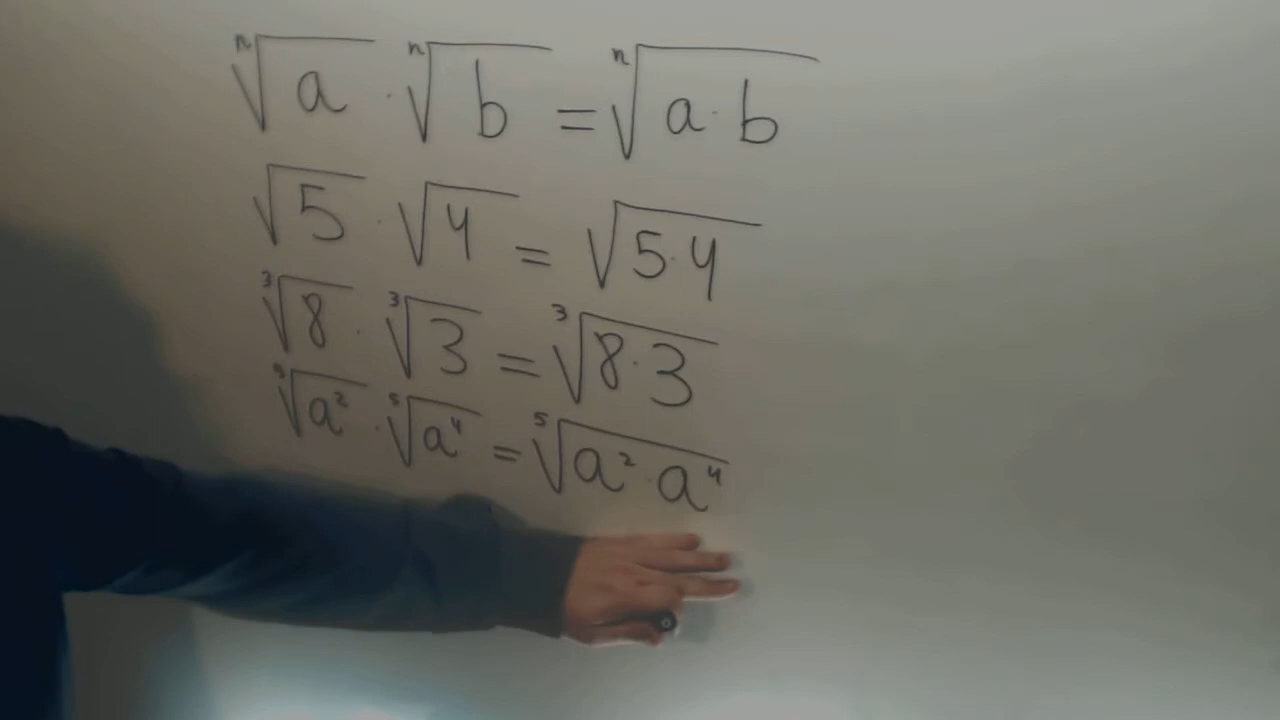 ⁿ√a · ⁿ√b = ⁿ√a·b
√5 · √4 = √5·4
³√8 · ³√3 = ³√8·3
⁵√a² · ⁵√a⁴ = ⁵√a²·a⁴